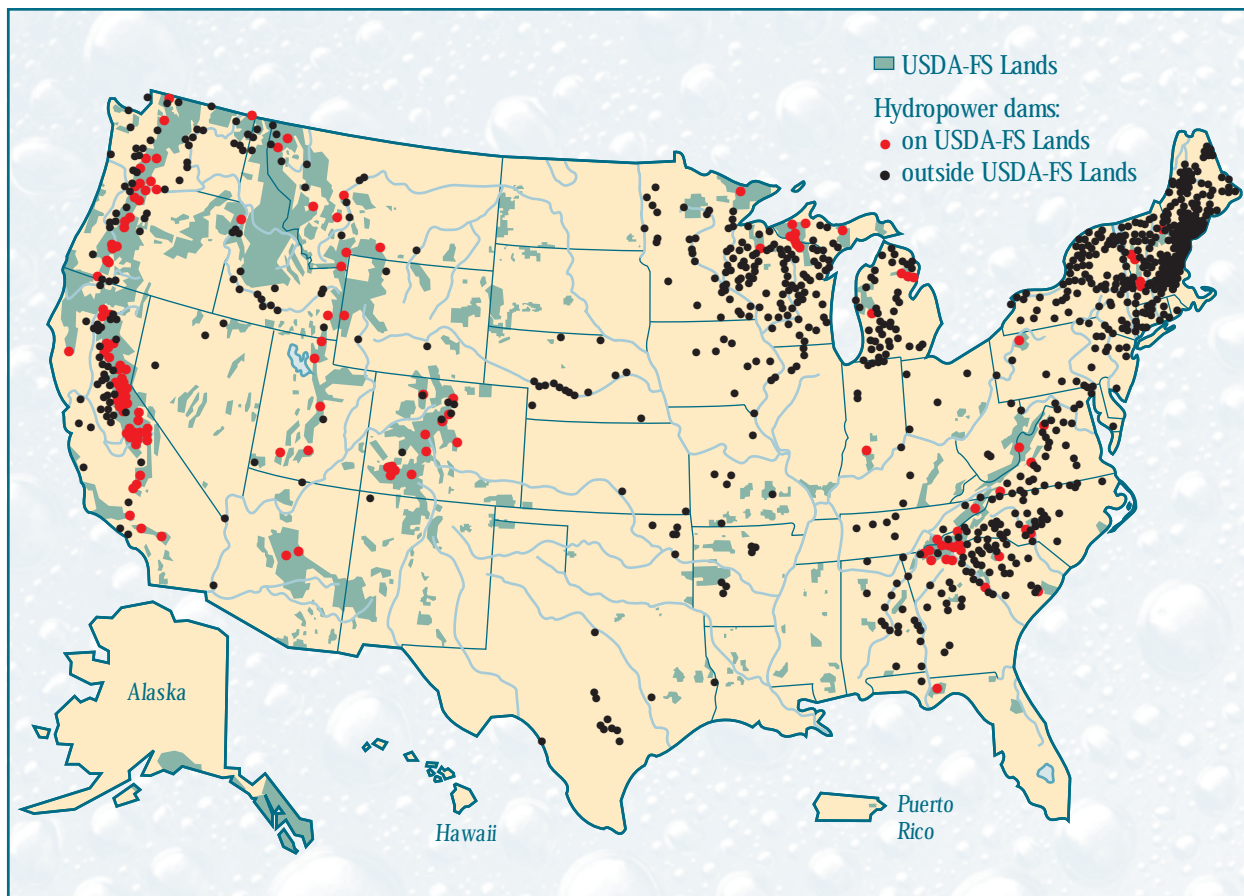 USDA-FS Lands
Hydropower dams:
on USDA-FS Lands
outside USDA-FS Lands
Alaska
Hawaii
Puerto
Rico